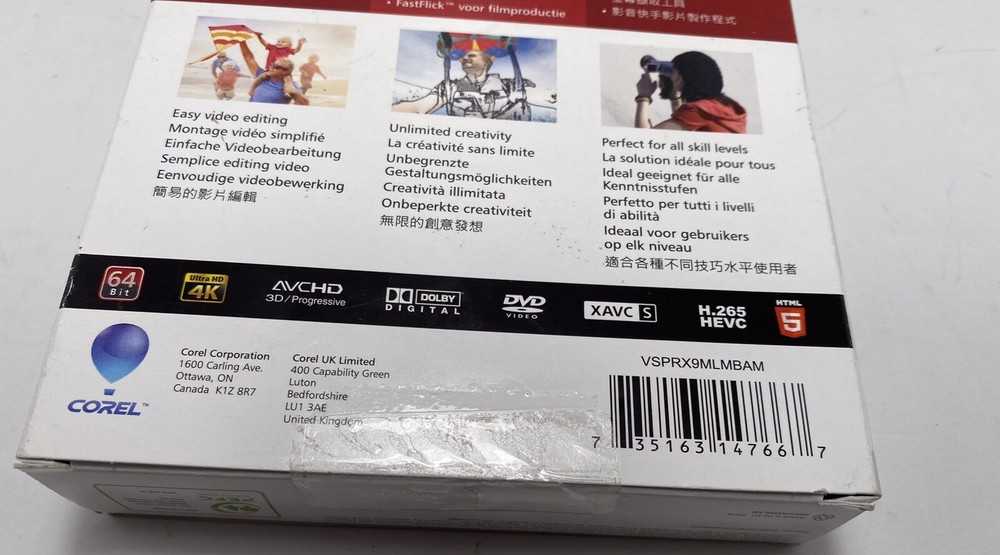 • FastFlick™ voor filmproductie
• 影音快手影片製作程式
Easy video editing
Montage vidéo simplifié
Einfache Videobearbeitung
Semplice editing video
Eenvoudige videobewerking
簡易的影片編輯
Unlimited creativity
La créativité sans limite
Unbegrenzte
Gestaltungsmöglichkeiten
Creatività illimitata
Onbeperkte creativiteit
無限的創意發想
Perfect for all skill levels
La solution idéale pour tous
Ideal geeignet für alle
Kenntnisstufen
Perfetto per tutti i livelli
di abilità
Ideaal voor gebruikers
op elk niveau
適合各種不同技巧水平使用者
64
Bit
Ultra HD
4K
AVCHD
3D/Progressive
DOLBY
DIGITAL
DVD
VIDEO
XAVC S
H.265
HEVC
HTML
5
COREL™
Corel Corporation
1600 Carling Ave.
Ottawa, ON
Canada K1Z 8R7
Corel UK Limited
400 Capability Green
Luton
Bedfordshire
LU1 3AE
United Kingdom
VSPRX9MLMBAM
7 35163 14766 7